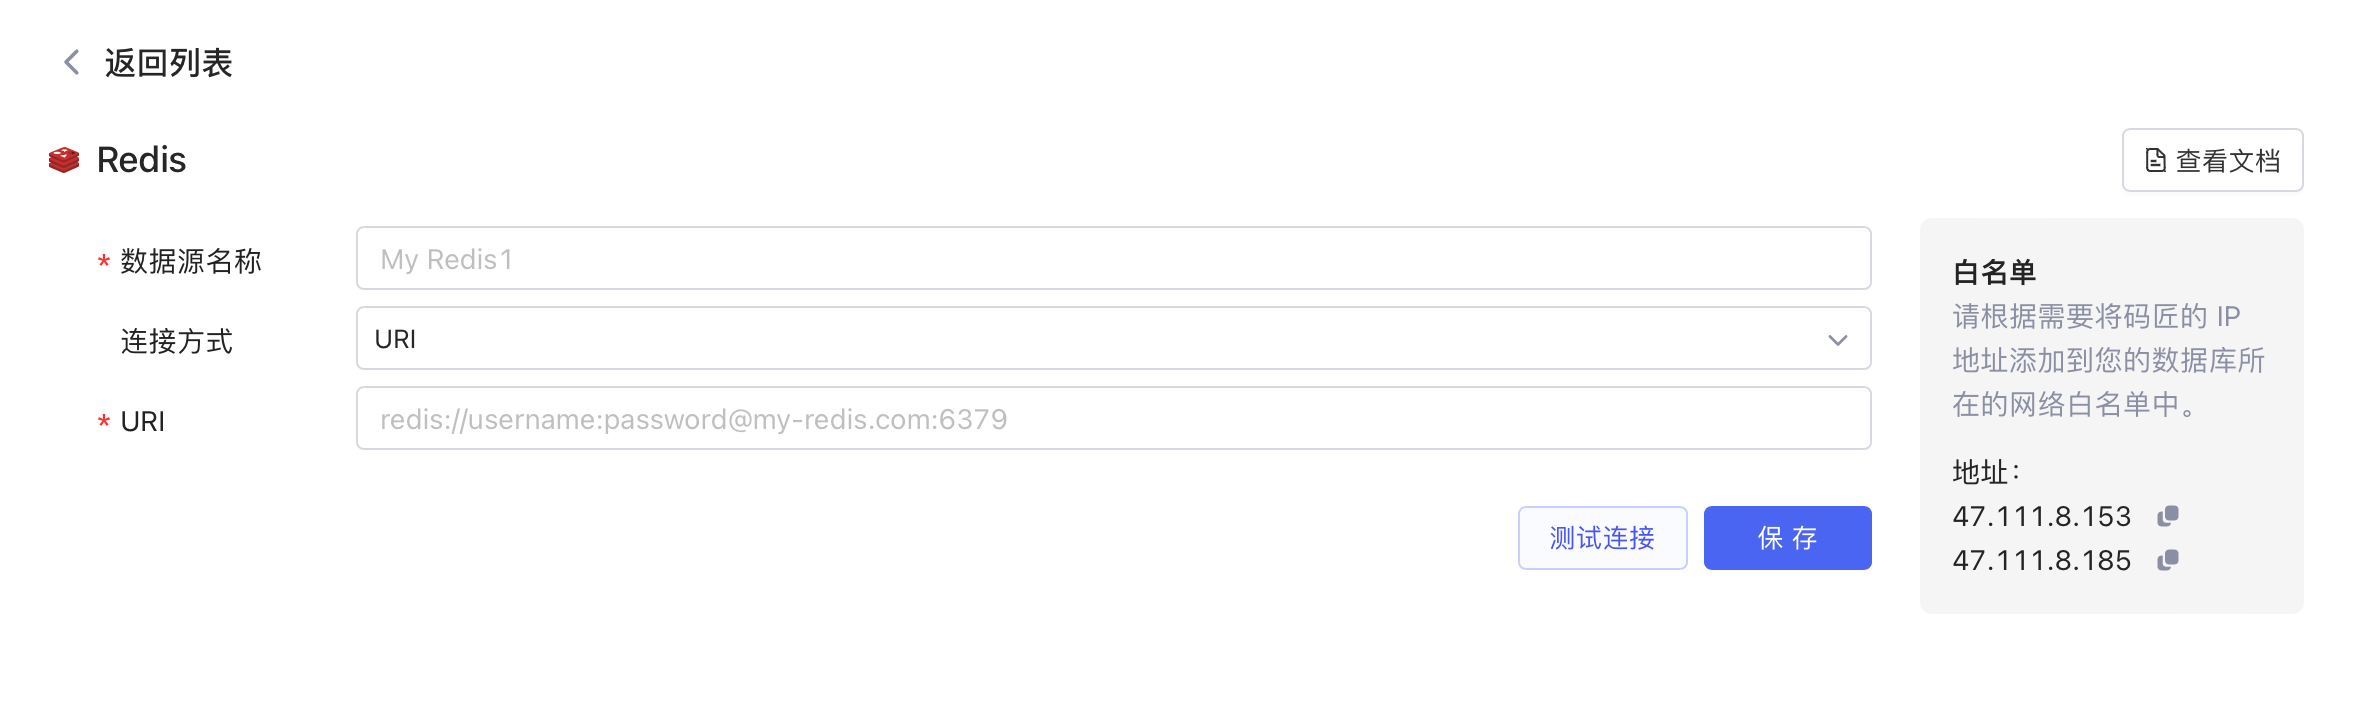 返回列表
Redis
查看文档
* 数据源名称
My Redis1
连接方式
URI
* URI
redis://username:password@my-redis.com:6379
测试连接
保存
白名单
请根据需要将码匠的 IP
地址添加到您的数据库所
在的网络白名单中。
地址：
47.111.8.153
47.111.8.185